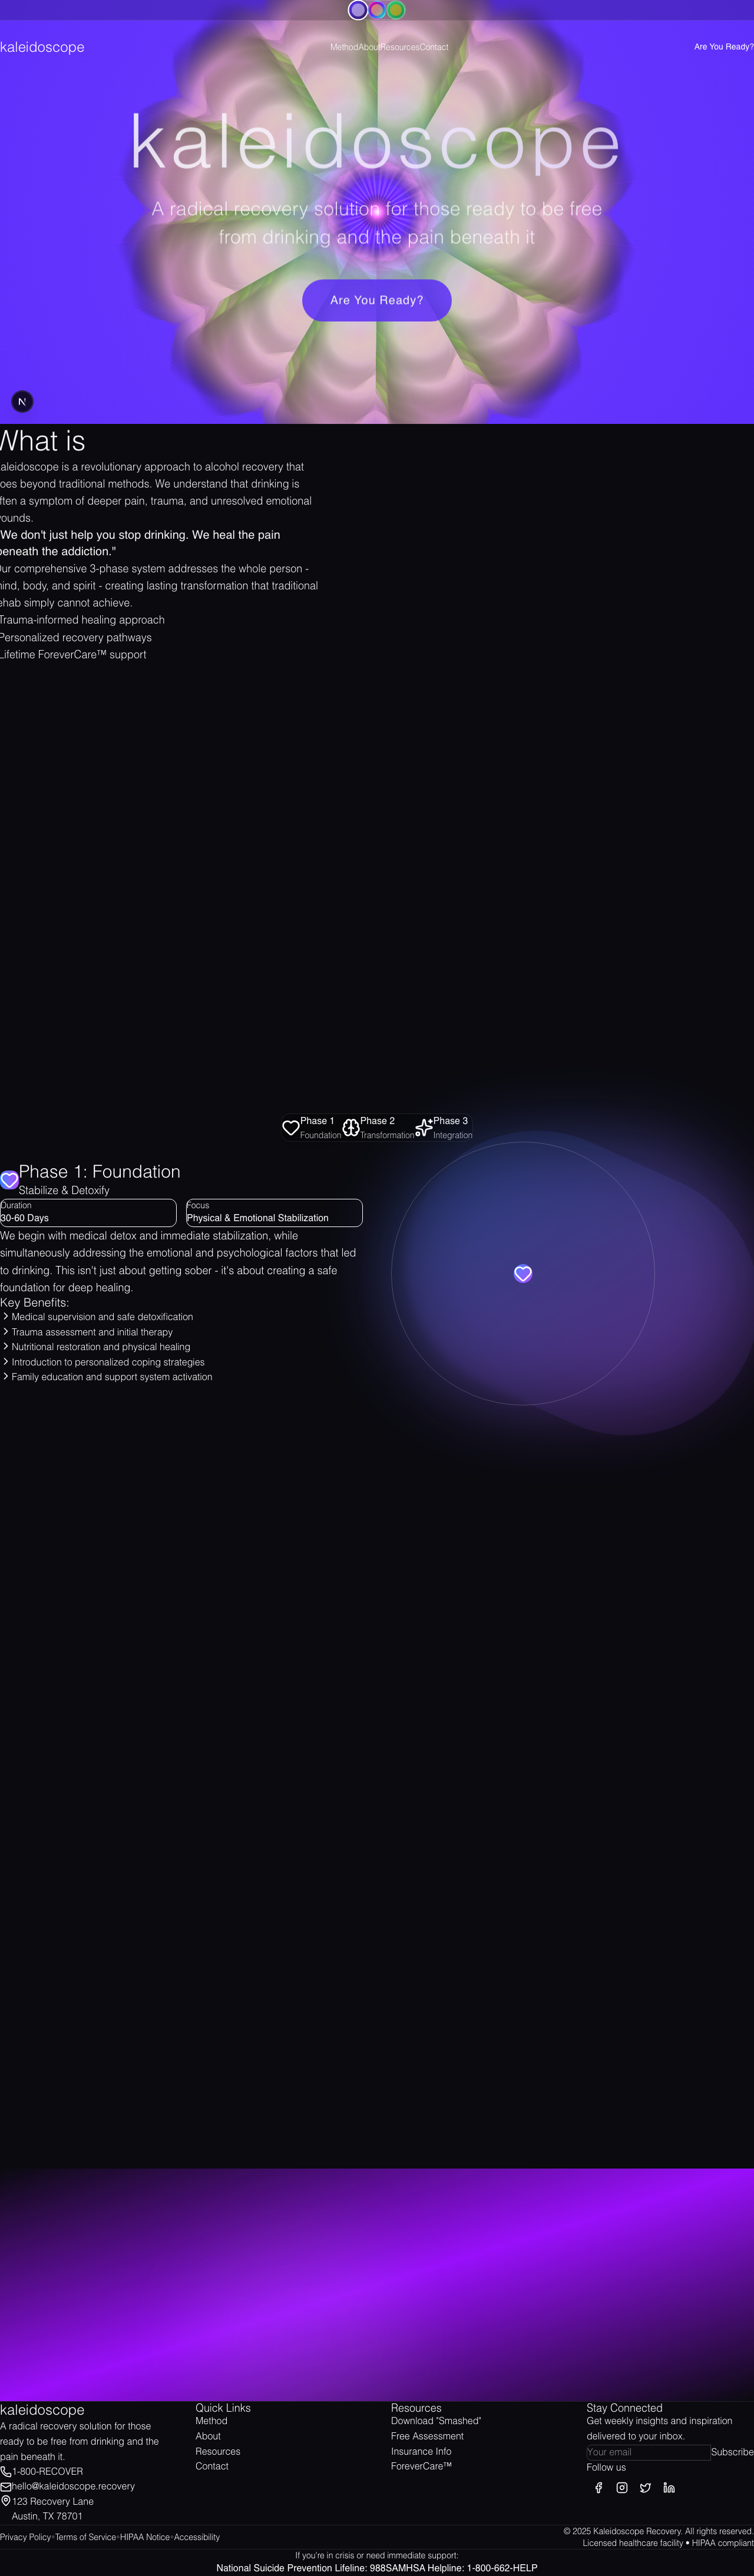 kaleidoscope
Method About Resources Contact
Are You Ready?
kaleidoscope
A radical recovery solution for those ready to be free
from drinking and the pain beneath it
Are You Ready?
N
What is
aleidoscope is a revolutionary approach to alcohol recovery that
oes beyond traditional methods. We understand that drinking is
ften a symptom of deeper pain, trauma, and unresolved emotional
ounds.
"We don't just help you stop drinking. We heal the pain
beneath the addiction."
Our comprehensive 3-phase system addresses the whole person -
mind, body, and spirit - creating lasting transformation that traditional
ehab simply cannot achieve.
Trauma-informed healing approach
Personalized recovery pathways
Lifetime ForeverCare™ support
Phase 1
Foundation
Phase 2
Transformation
Phase 3
Integration
Phase 1: Foundation
Stabilize & Detoxify
Duration
30-60 Days
Focus
Physical & Emotional Stabilization
We begin with medical detox and immediate stabilization, while
simultaneously addressing the emotional and psychological factors that led
to drinking. This isn't just about getting sober - it's about creating a safe
foundation for deep healing.
Key Benefits:
Medical supervision and safe detoxification
Trauma assessment and initial therapy
Nutritional restoration and physical healing
Introduction to personalized coping strategies
Family education and support system activation
kaleidoscope
A radical recovery solution for those
ready to be free from drinking and the
pain beneath it.
1-800-RECOVER
hello@kaleidoscope.recovery
123 Recovery Lane
Austin, TX 78701
Quick Links
Method
About
Resources
Contact
Resources
Download "Smashed"
Free Assessment
Insurance Info
ForeverCare™
Stay Connected
Get weekly insights and inspiration
delivered to your inbox.
Your email
Subscribe
Follow us
Privacy Policy•Terms of Service•HIPAA Notice•Accessibility
© 2025 Kaleidoscope Recovery. All rights reserved.
Licensed healthcare facility • HIPAA compliant
If you're in crisis or need immediate support:
National Suicide Prevention Lifeline: 988SAMHSA Helpline: 1-800-662-HELP